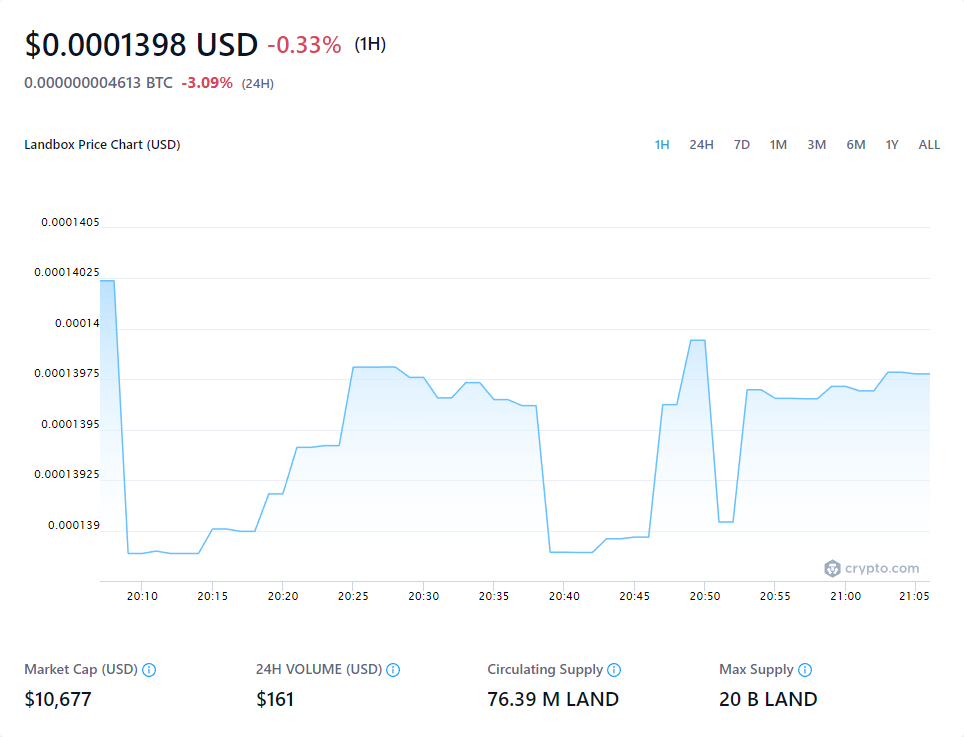 $0.0001398 USD -0.33% (1H)
0.000000004613 BTC -3.09% (24H)
Landbox Price Chart (USD) 1H 24H 7D 1M 3M 6M 1Y ALL
0.0001405
0.00014025
0.00014
0.00013975
0.0001395
0.00013925
0.000139
crypto.com
20:10 20:15 20:20 20:25 20:30 20:35 20:40 20:45 20:50 20:55 21:00 21:05
Market Cap (USD) 24H VOLUME (USD) Circulating Supply Max Supply
$10,677 $161 76.39 M LAND 20 B LAND